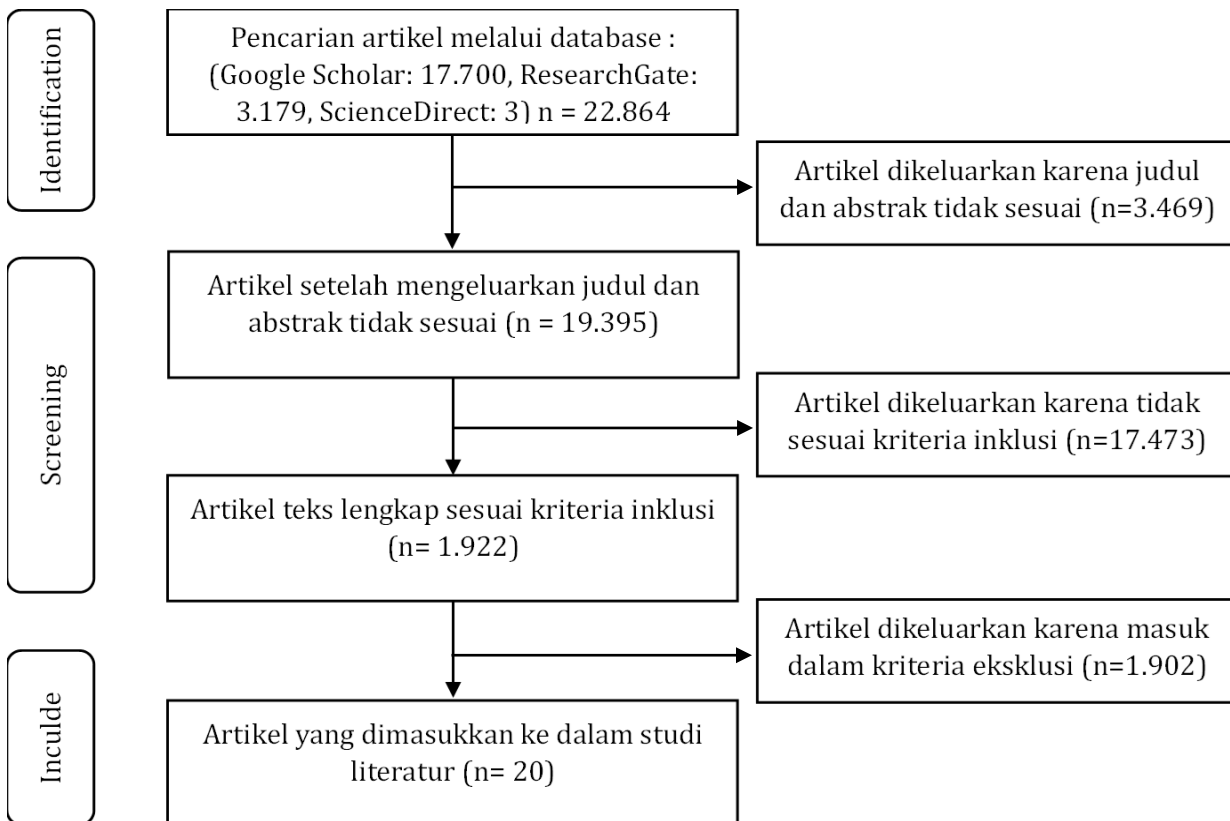 Identification
Pencarian artikel melalui database :
(Google Scholar: 17.700, ResearchGate:
3.179, ScienceDirect: 3) n = 22.864
Artikel dikeluarkan karena judul
dan abstrak tidak sesuai (n=3.469)
Screening
Artikel setelah mengeluarkan judul dan
abstrak tidak sesuai (n = 19.395)
Artikel dikeluarkan karena tidak
sesuai kriteria inklusi (n=17.473)
Artikel teks lengkap sesuai kriteria inklusi
(n= 1.922)
Artikel dikeluarkan karena masuk
dalam kriteria eksklusi (n=1.902)
Inculde
Artikel yang dimasukkan ke dalam studi
literatur (n= 20)